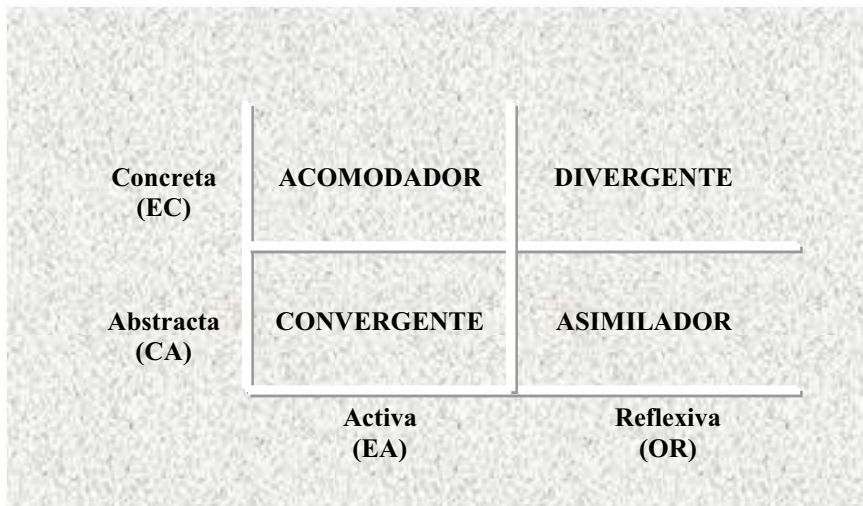 Concreta
(EC)
ACOMODADOR
DIVERGENTE
Abstracta
(CA)
CONVERGENTE
ASIMILADOR
Activa
(EA)
Reflexiva
(OR)